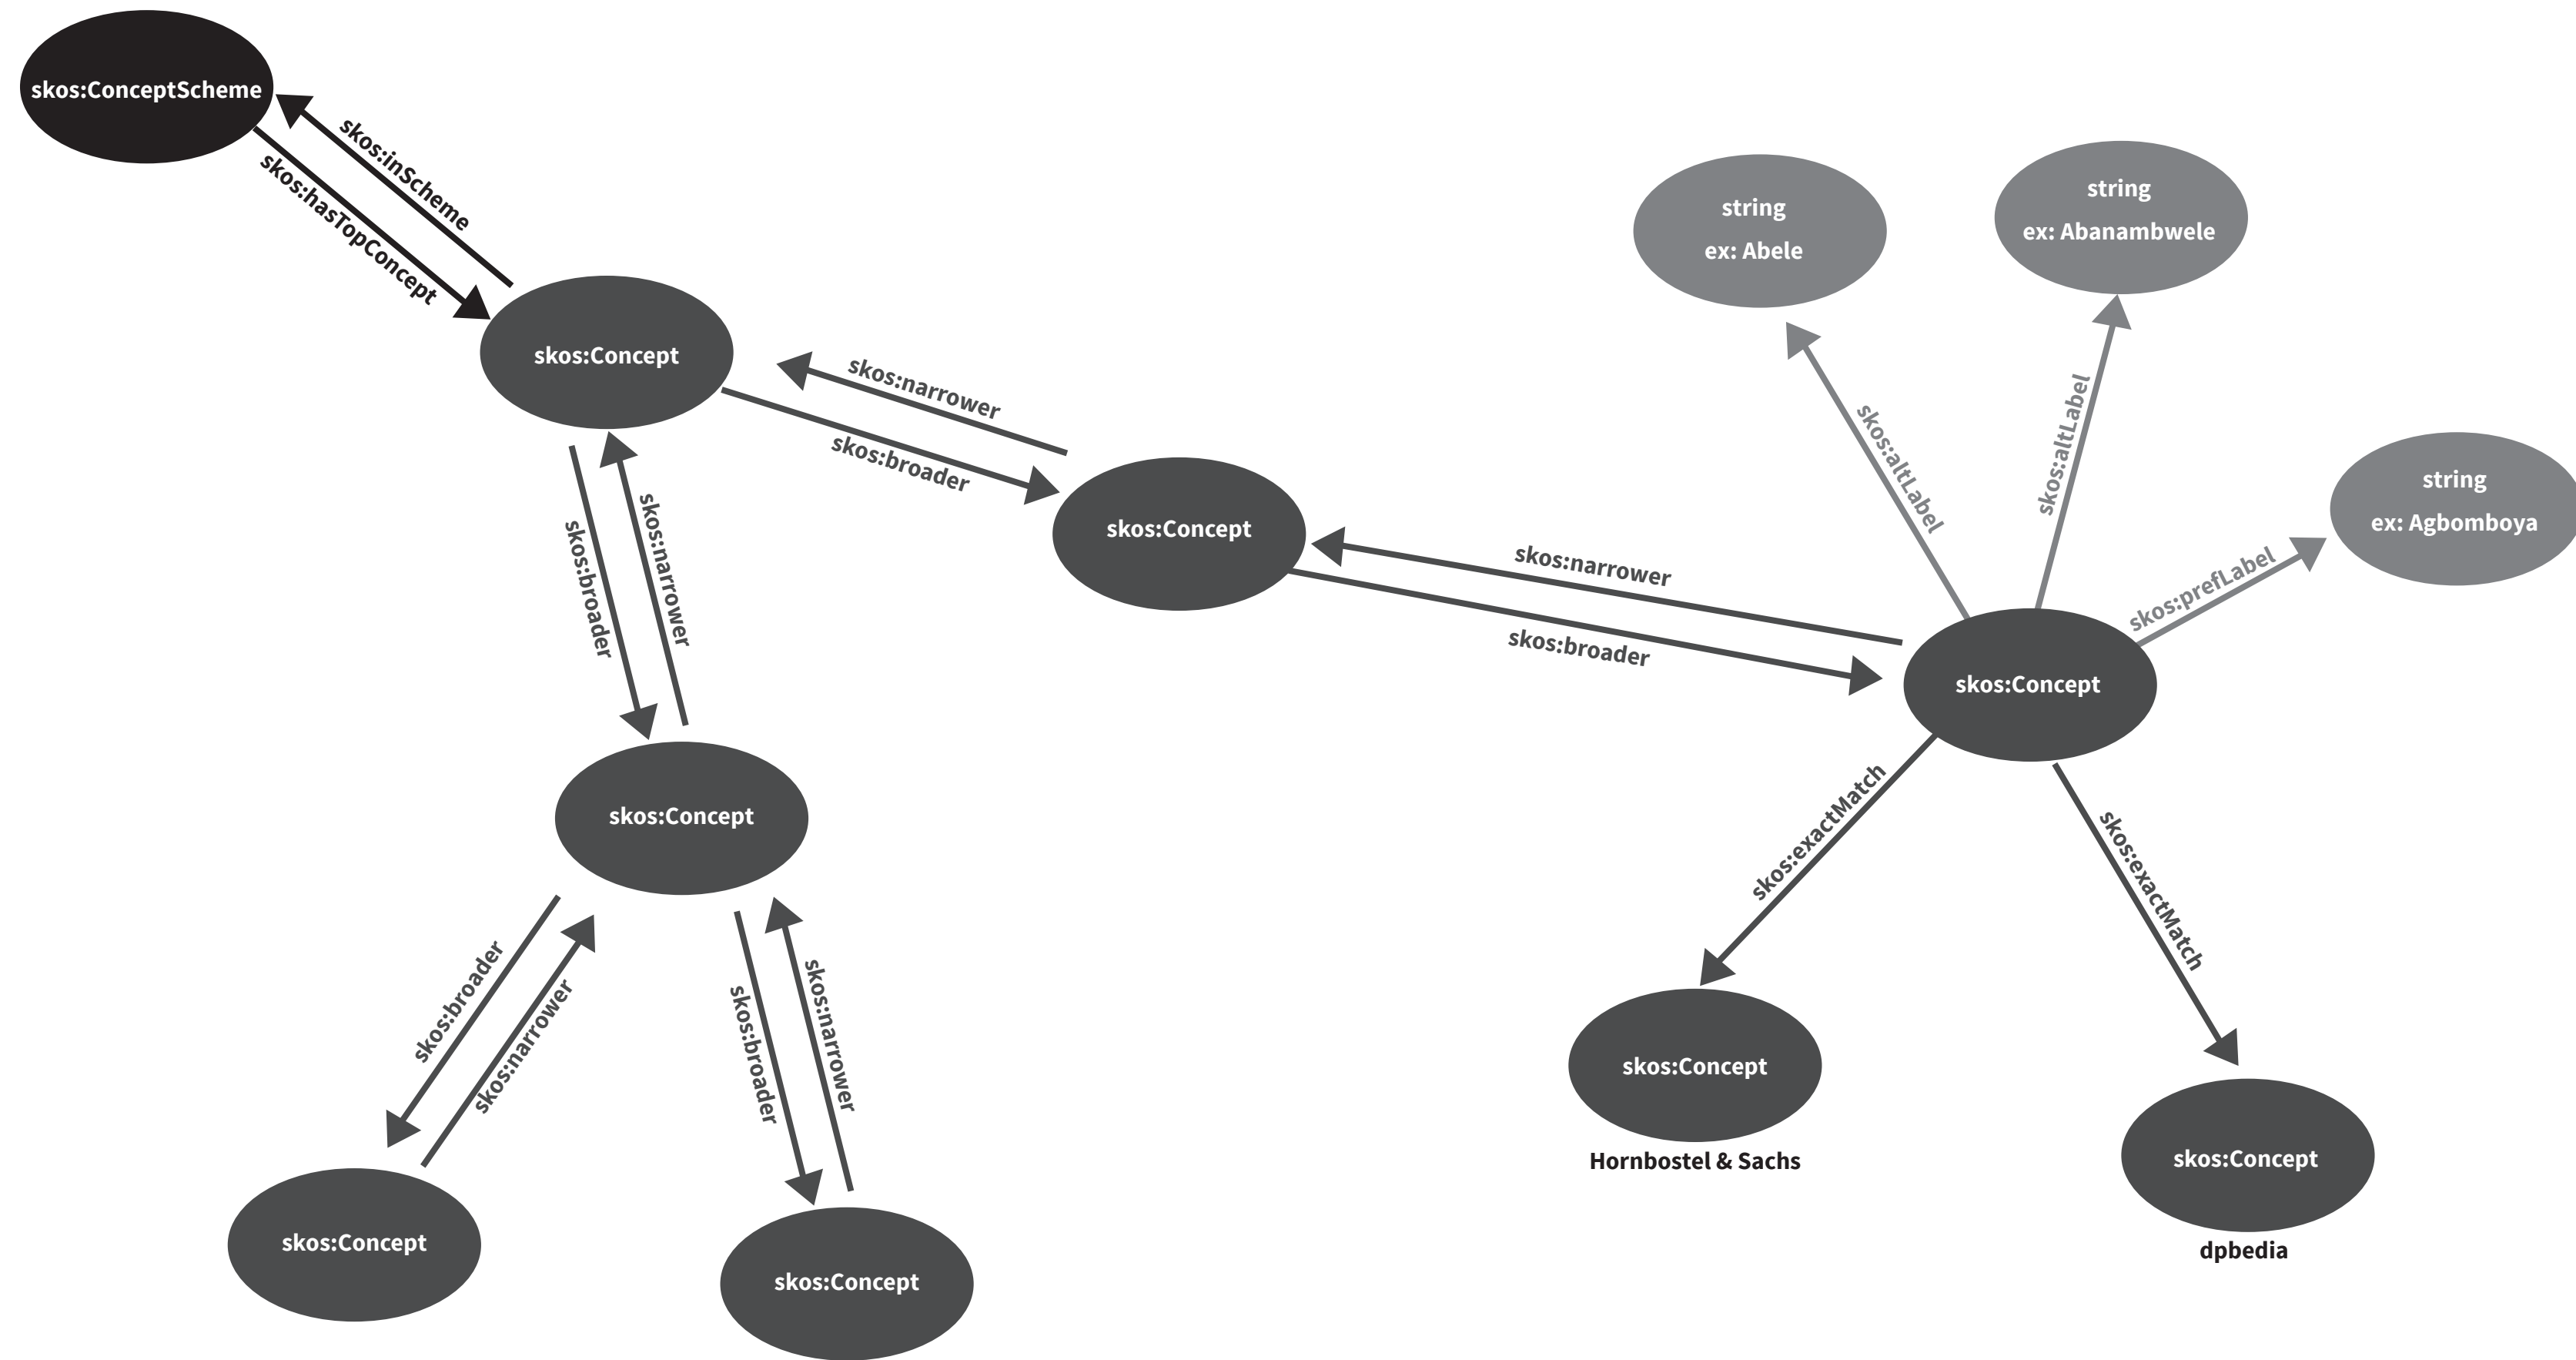 skos:ConceptScheme
skos:inScheme
skos:hasTopConcept
skos:Concept
skos:narrower
skos:broader
skos:broader
skos:narrower
skos:Concept
skos:narrower
skos:broader
string
ex: Abele
string
ex: Abanambwele
string
ex: Agbomboya
skos:altLabel
skos:altLabel
skos:prefLabel
skos:Concept
skos:exactMatch
skos:exactMatch
skos:Concept
skos:broader
skos:narrower
skos:broader
skos:narrower
skos:Concept
skos:Concept
skos:Concept
Hornbostel & Sachs
skos:Concept
dpbedia